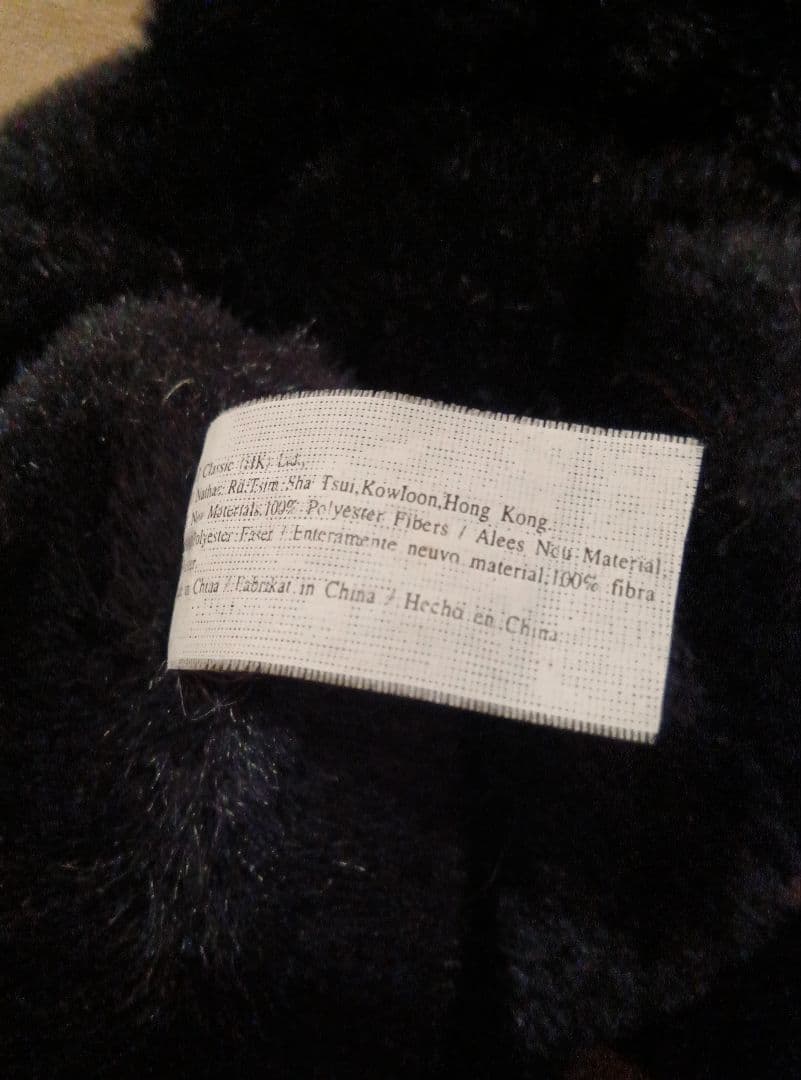 Classic (HK) Ltd.,
Nathan Rd.Tsim Sha Tsui,Kowloon,Hong Kong.
New Materials.100% Polyester Fibers / Alees Neu Material.
Polyester Faser / Enteramente neuvo material.100% fibra
in China / Fabrikat in China / Hecho en China